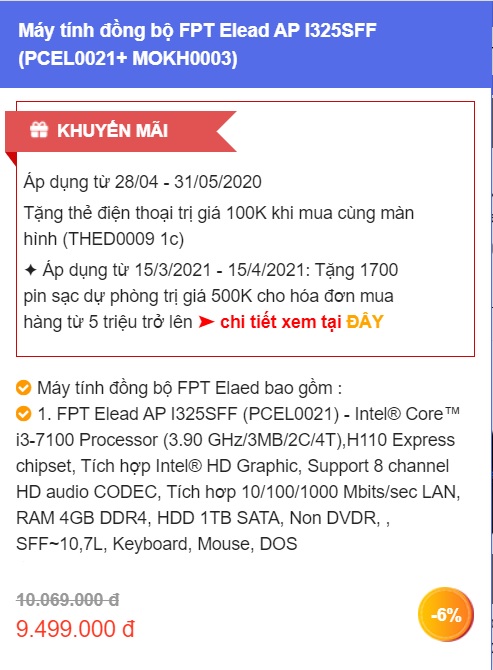 Máy tính đồng bộ FPT Elead AP I325SFF
(PCEL0021+ MOKH0003)
KHUYẾN MÃI
Áp dụng từ 28/04 - 31/05/2020
Tặng thẻ điện thoại trị giá 100K khi mua cùng màn
hình (THED0009 1c)
✦ Áp dụng từ 15/3/2021 - 15/4/2021: Tặng 1700
pin sạc dự phòng trị giá 500K cho hóa đơn mua
hàng từ 5 triệu trở lên ➤ chi tiết xem tại ĐÂY
Máy tính đồng bộ FPT Elaed bao gồm :
1. FPT Elead AP I325SFF (PCEL0021) - Intel® Core™
i3-7100 Processor (3.90 GHz/3MB/2C/4T),H110 Express
chipset, Tích hợp Intel® HD Graphic, Support 8 channel
HD audio CODEC, Tích hơp 10/100/1000 Mbits/sec LAN,
RAM 4GB DDR4, HDD 1TB SATA, Non DVDR, ,
SFF~10,7L, Keyboard, Mouse, DOS
10.069.000 đ
9.499.000 đ
-6%